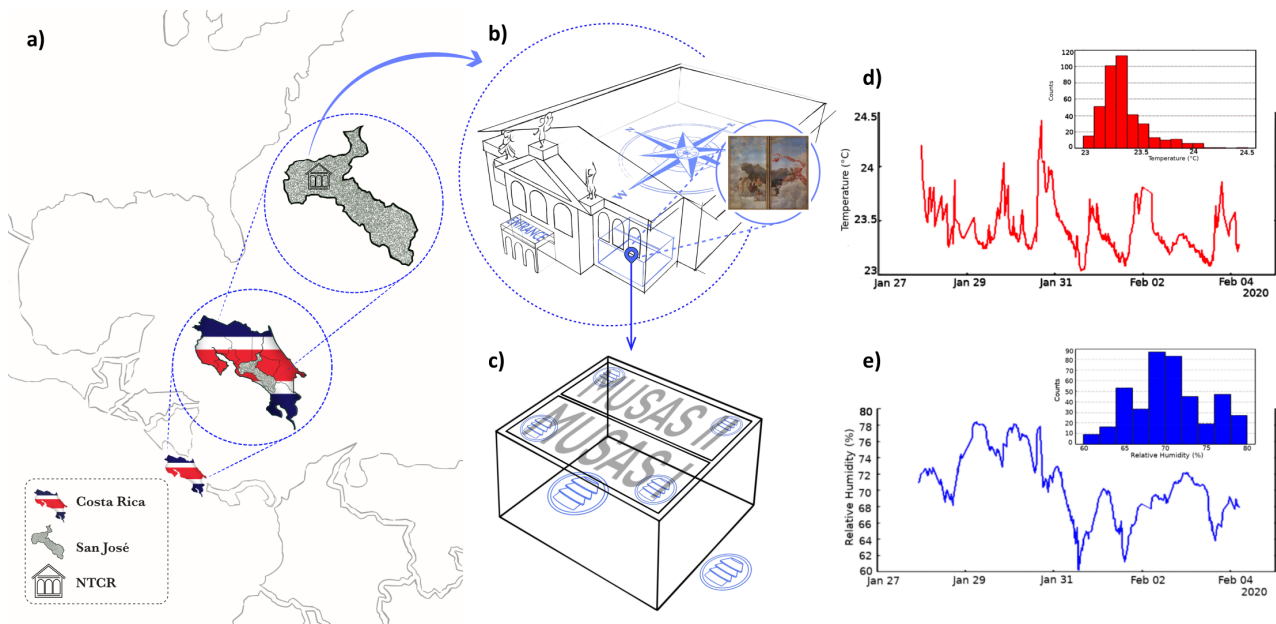 a)
Costa Rica
San José
NTCR
b)
N
E
S
W
ENTRANCE
c)
MUSAS II
MUSAS I
d)
120
100
80
60
40
20
0
Counts
23
23.5
24
24.5
Temperature (°C)
24.5
24
23.5
23
Temperature (°C)
Jan 27
Jan 29
Jan 31
Feb 02
Feb 04
2020
e)
90
80
70
60
50
40
30
20
10
0
Counts
60
65
70
75
80
Relative Humidity (%)
80
78
76
74
72
70
68
66
64
62
60
Relative Humidity (%)
Jan 27
Jan 29
Jan 31
Feb 02
Feb 04
2020